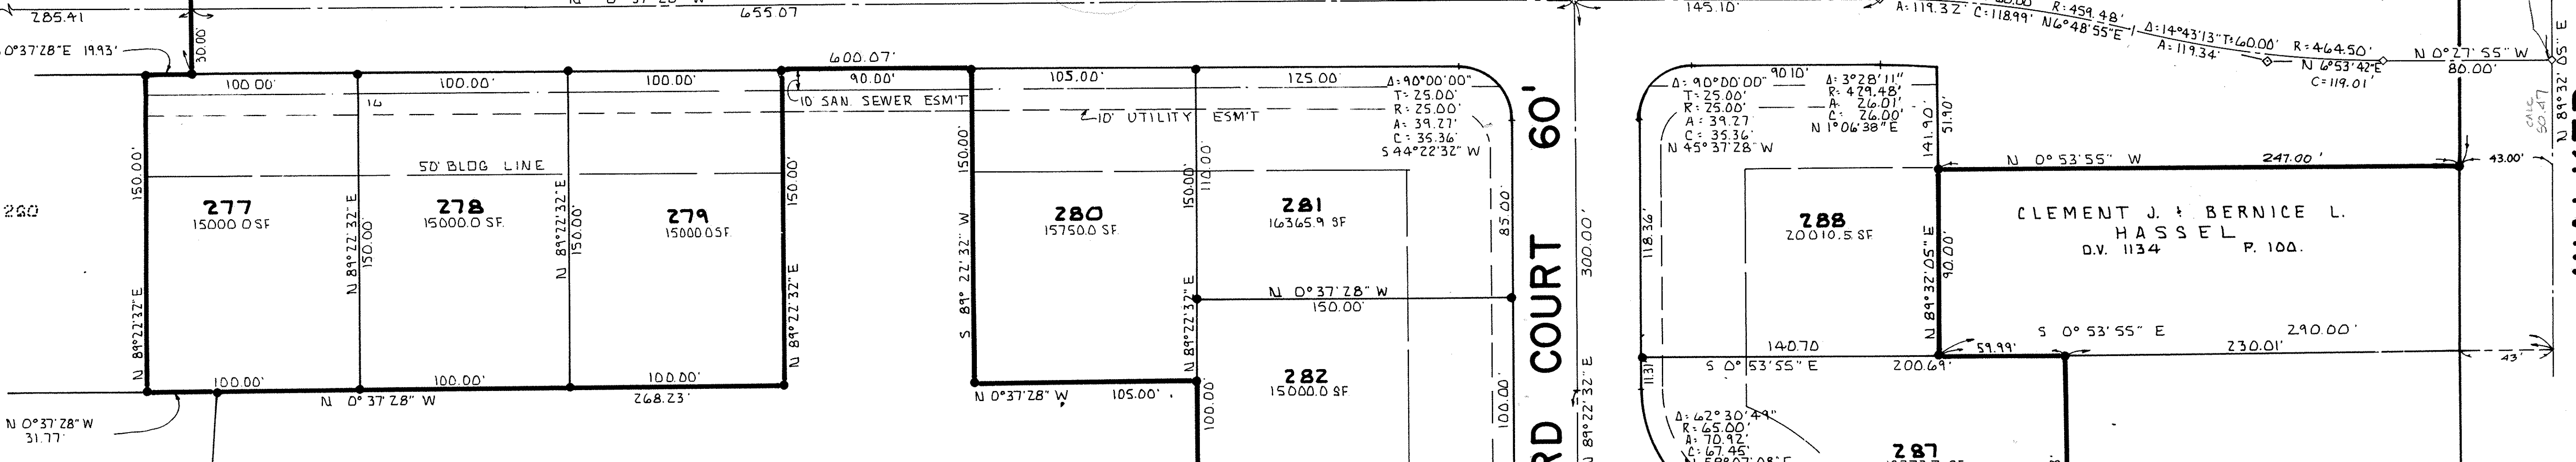 285.41
655.07
145.10'
A=119.32' C=118.99' N6°48'55"E
R=459.48'
Δ=14°43'13" T=60.00' R=464.50'
A=119.34'
N 6°53'42"E
C=119.01'
N 0°27'55" W
80.00'
N 89°32'05"E
CALC
50.47
0°37'28"E 19.93'
30.00'
600.07'
100.00'
100.00'
100.00'
90.00'
105.00'
125.00
10' SAN. SEWER ESM'T
10' UTILITY ESM'T
50' BLDG LINE
16
260
150.00'
N 89°22'32"E
277
15000.0 SF
N 89°22'32"E
150.00'
278
15000.0 SF.
N 89°22'32"E
150.00'
279
15000.0 SF.
150.00'
N 89°22'32"E
150.00'
S 89°22'32" W
280
15750.0 SF.
150.00'
110.00'
N 89°22'32"E
281
16365.9 SF
Δ=90°00'00"
T=25.00'
R=25.00'
A=39.27'
C=35.36'
S 44°22'32" W
85.00'
N 0°37'28" W
150.00'
282
15000.0 SF
100.00'
100.00'
100.00'
100.00'
100.00'
N 0°37'28" W
268.23'
N 0°37'28" W
31.77'
N 0°37'28" W 105.00'
RD COURT 60'
300.00'
N 89°22'32"E
Δ=90°00'00"
T=25.00'
R=25.00'
A=39.27
C=35.36'
N 45°37'28" W
90.10'
Δ=3°28'11"
R=429.48'
A= 26.01'
C= 26.00'
N 1°06'38"E
141.90'
51.90'
118.36'
288
20010.5 SF.
N 89°32'05"E
90.00'
N 0°53'55" W
247.00'
43.00'
CLEMENT J. & BERNICE L.
HASSEL
D.V. 1134 P. 100.
140.70
S 0°53'55"E
200.69'
59.99'
S 0°53'55" E
290.00'
230.01'
43'
11.31'
Δ=62°30'49"
R=65.00'
A=70.92'
C=67.45'
287